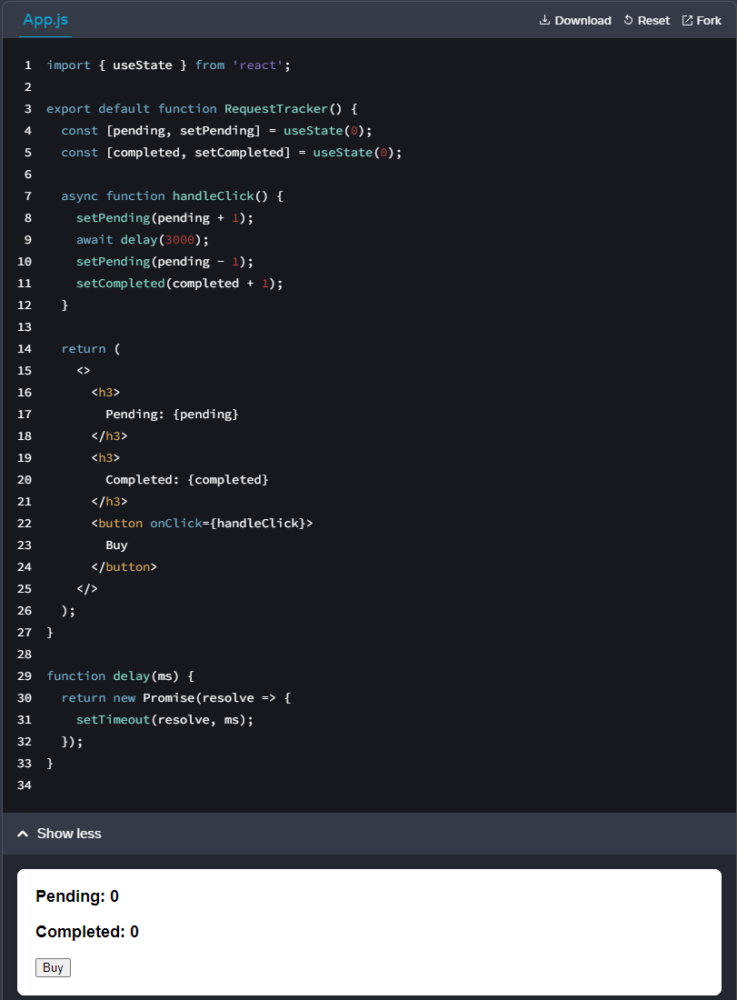 App.js
Download Reset Fork
1 import { useState } from 'react';
2
3 export default function RequestTracker() {
4   const [pending, setPending] = useState(0);
5   const [completed, setCompleted] = useState(0);
6
7   async function handleClick() {
8     setPending(pending + 1);
9     await delay(3000);
10     setPending(pending - 1);
11     setCompleted(completed + 1);
12   }
13
14   return (
15     <>
16       <h3>
17         Pending: {pending}
18       </h3>
19       <h3>
20         Completed: {completed}
21       </h3>
22       <button onClick={handleClick}>
23         Buy
24       </button>
25     </>
26   );
27 }
28
29 function delay(ms) {
30   return new Promise(resolve => {
31     setTimeout(resolve, ms);
32   });
33 }
34
Show less
Pending: 0
Completed: 0
Buy